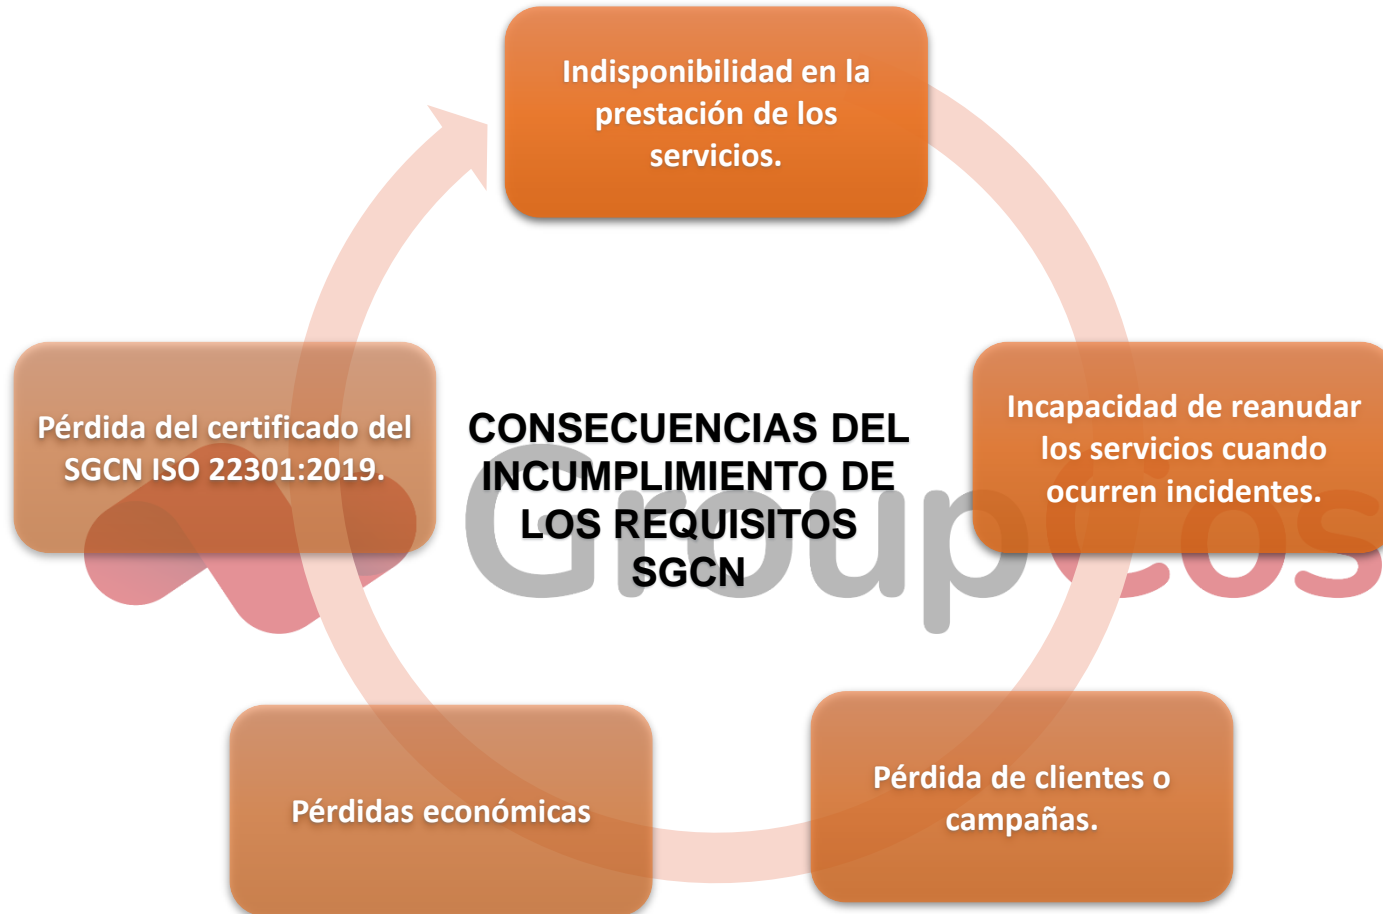 Indisponibilidad en la
prestación de los
servicios.
Incapacidad de reanudar
los servicios cuando
ocurren incidentes.
Pérdida de clientes o
campañas.
Pérdidas económicas
Pérdida del certificado del
SGCN ISO 22301:2019.
CONSECUENCIAS DEL
INCUMPLIMIENTO DE
LOS REQUISITOS
SGCN
GroupCos